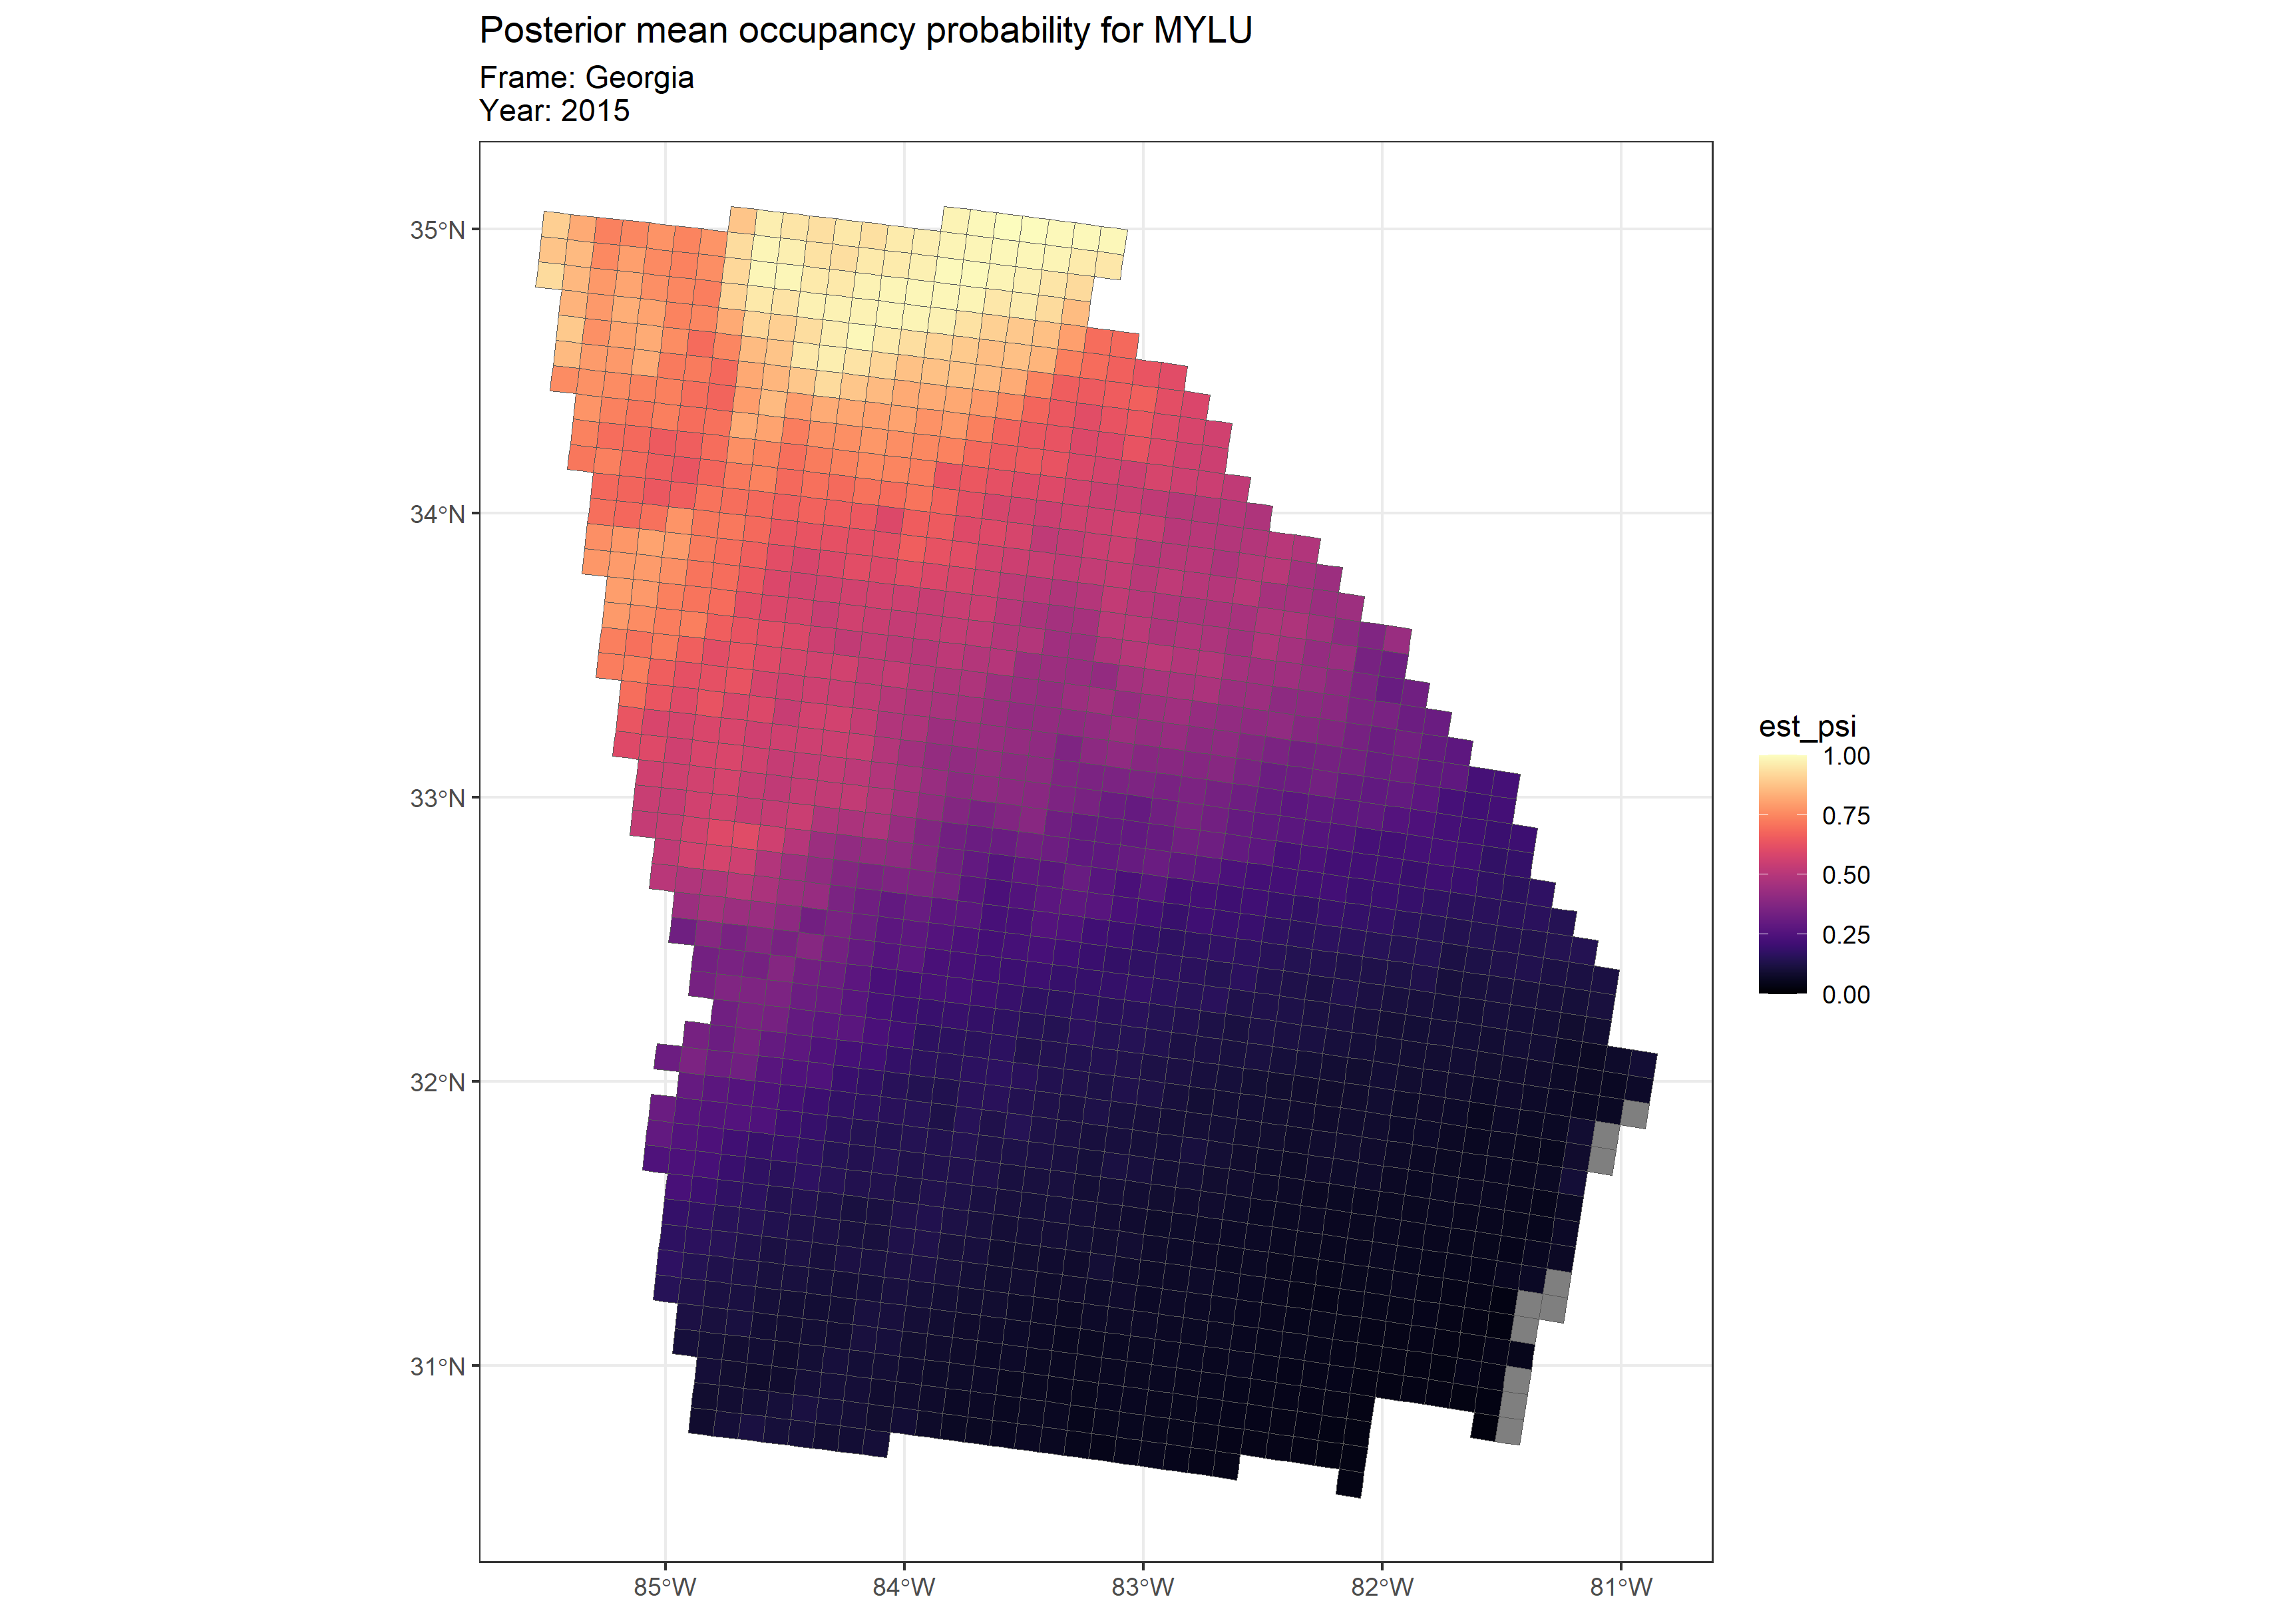 Posterior mean occupancy probability for MYLU
Frame: Georgia
Year: 2015
35°N
34°N
33°N
32°N
31°N
85°W
84°W
83°W
82°W
81°W
est_psi
1.00
0.75
0.50
0.25
0.00